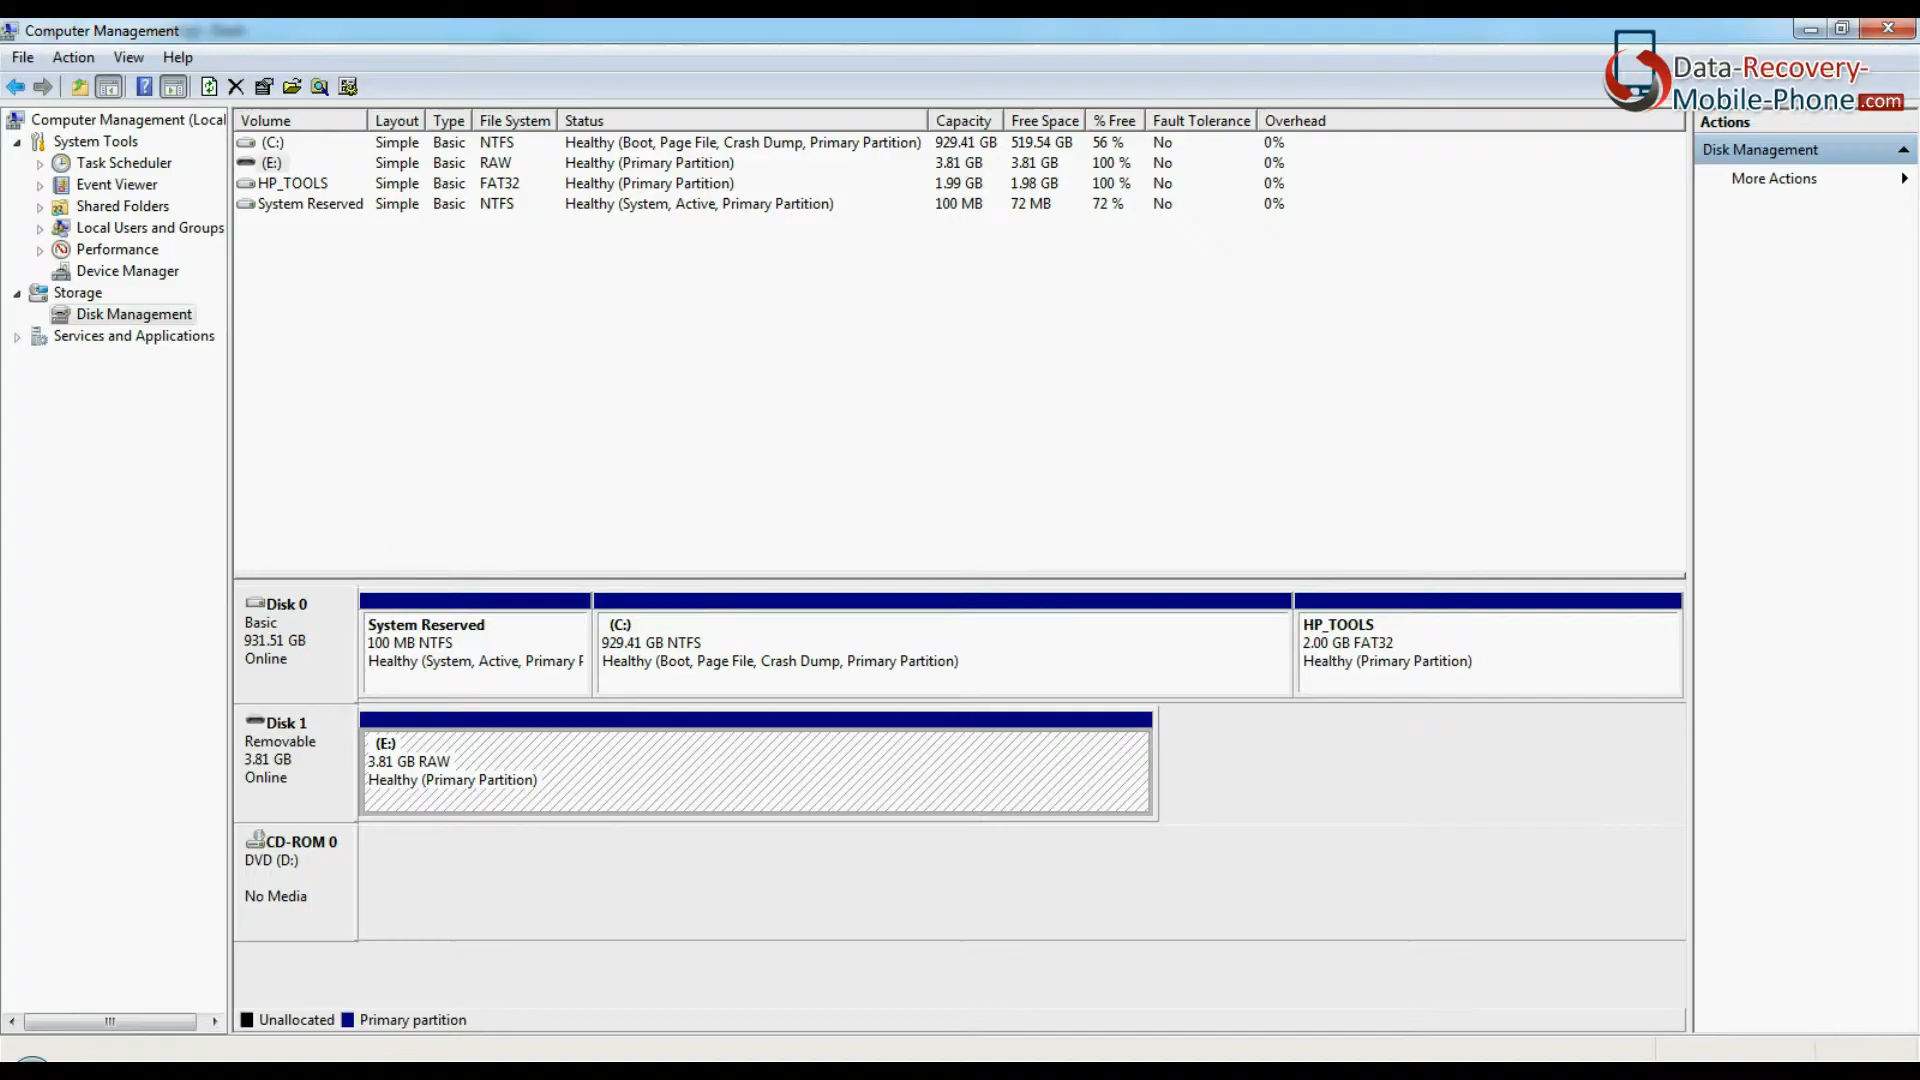 Computer Management
File Action View Help
Data-Recovery-
Mobile-Phone.com
Computer Management (Local
System Tools
Task Scheduler
Event Viewer
Shared Folders
Local Users and Groups
Performance
Device Manager
Storage
Disk Management
Services and Applications
Volume Layout Type File System Status Capacity Free Space % Free Fault Tolerance Overhead
(C:) Simple Basic NTFS Healthy (Boot, Page File, Crash Dump, Primary Partition) 929.41 GB 519.54 GB 56 % No 0%
(E:) Simple Basic RAW Healthy (Primary Partition) 3.81 GB 3.81 GB 100 % No 0%
HP_TOOLS Simple Basic FAT32 Healthy (Primary Partition) 1.99 GB 1.98 GB 100 % No 0%
System Reserved Simple Basic NTFS Healthy (System, Active, Primary Partition) 100 MB 72 MB 72 % No 0%
Actions
Disk Management
More Actions
Disk 0
Basic
931.51 GB
Online
System Reserved
100 MB NTFS
Healthy (System, Active, Primary P
(C:)
929.41 GB NTFS
Healthy (Boot, Page File, Crash Dump, Primary Partition)
HP_TOOLS
2.00 GB FAT32
Healthy (Primary Partition)
Disk 1
Removable
3.81 GB
Online
(E:)
3.81 GB RAW
Healthy (Primary Partition)
CD-ROM 0
DVD (D:)
No Media
Unallocated Primary partition